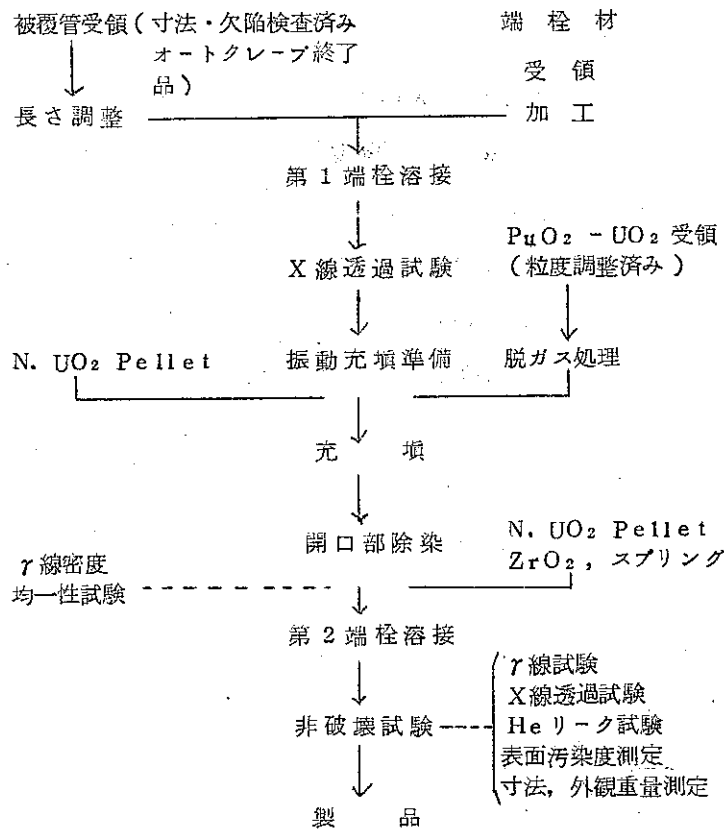 被覆管受領(寸法・欠陥検査済み
オートクレーブ終了
品)
端栓材
受領
長さ調整
加工
第1端栓溶接
PuO2 - UO2 受領
X線透過試験
(粒度調整済み)
N. UO2 Pellet
振動充塡準備
脱ガス処理
充塡
開口部除染
N. UO2 Pellet
ZrO2, スプリング
γ線密度
均一性試験
第2端栓溶接
γ線試験
X線透過試験
非破壊試験
Heリーク試験
表面汚染度測定
寸法,外観重量測定
製品